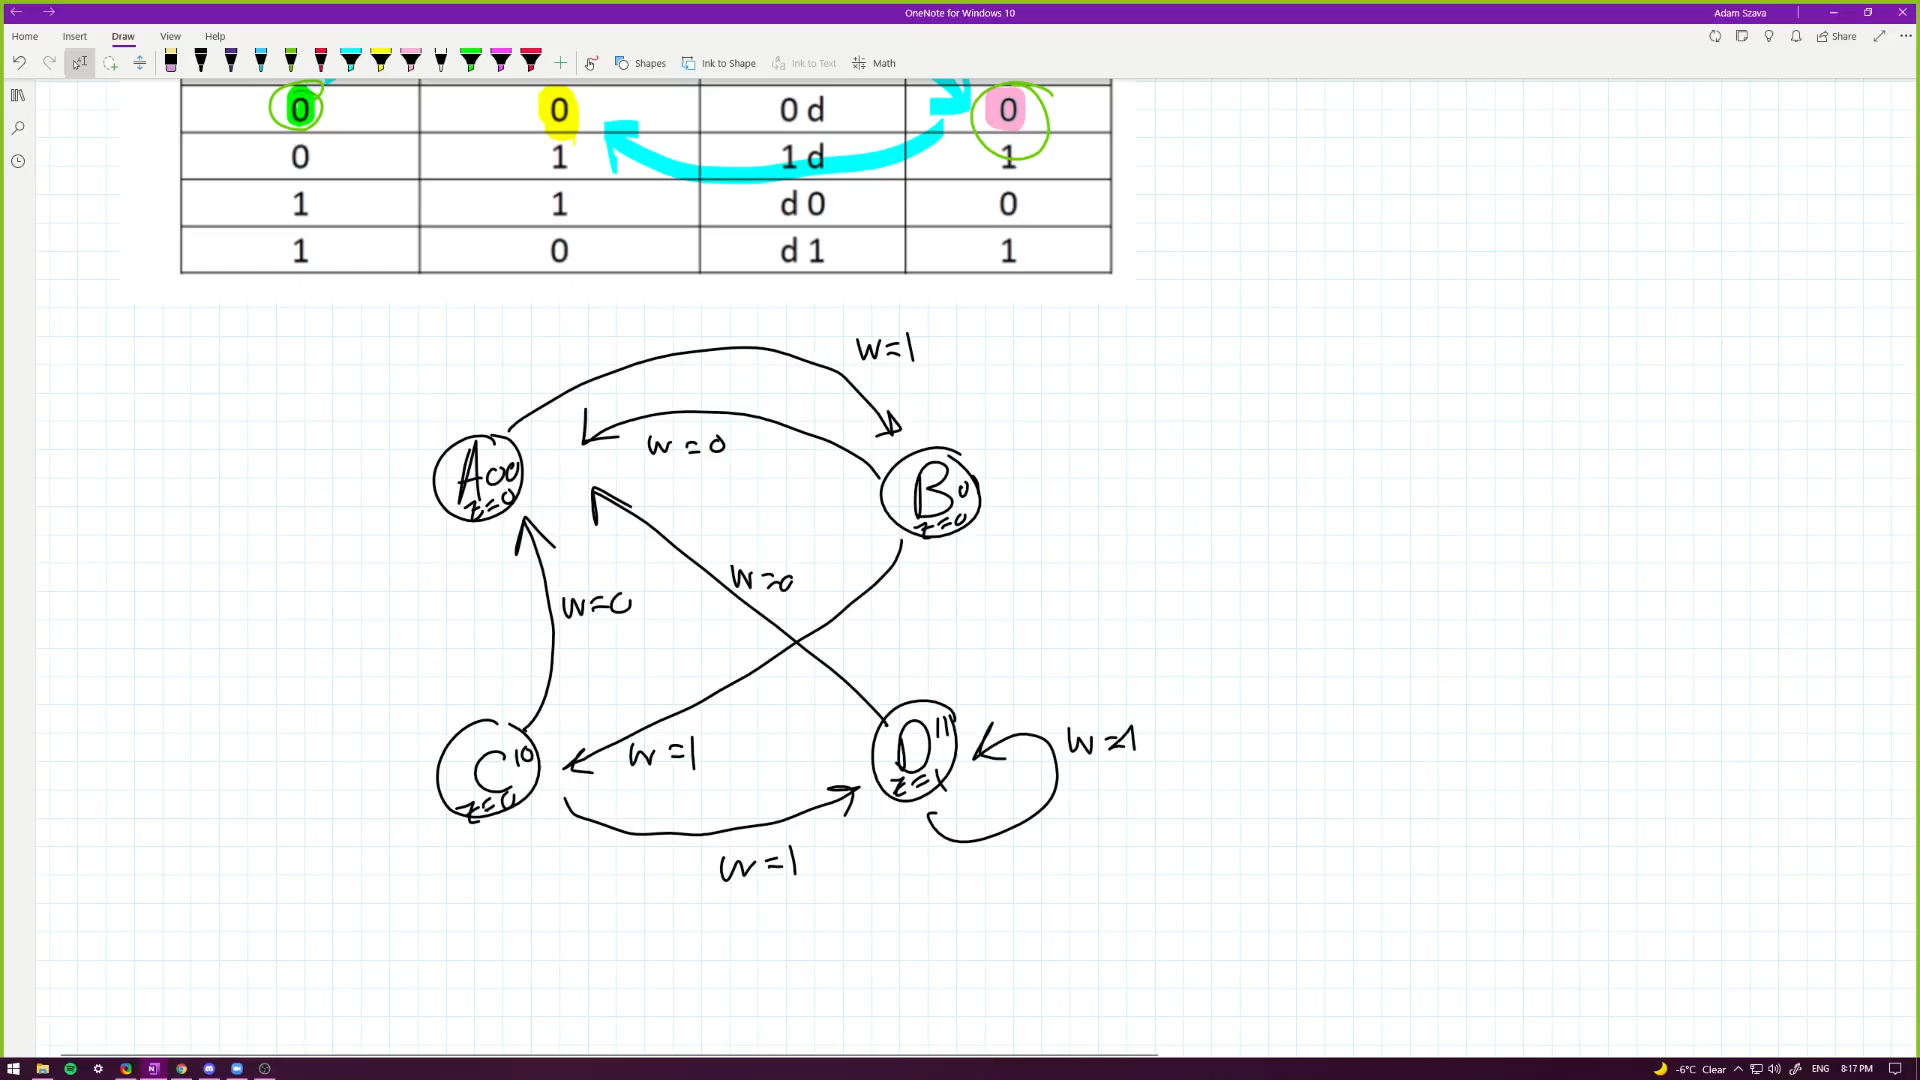 OneNote for Windows 10
Adam Szava
Home Insert Draw View Help
Share
Shapes Ink to Shape Ink to Text Math
0 0 0 d 0
0 1 1 d 1
1 1 d 0 0
1 0 d 1 1
w=1
w=0
A00
z=0
B0
z=0
w=0
w=0
C10
z=0
w=1
D11
z=1
w=1
w=1
-6°C Clear ENG 8:17 PM